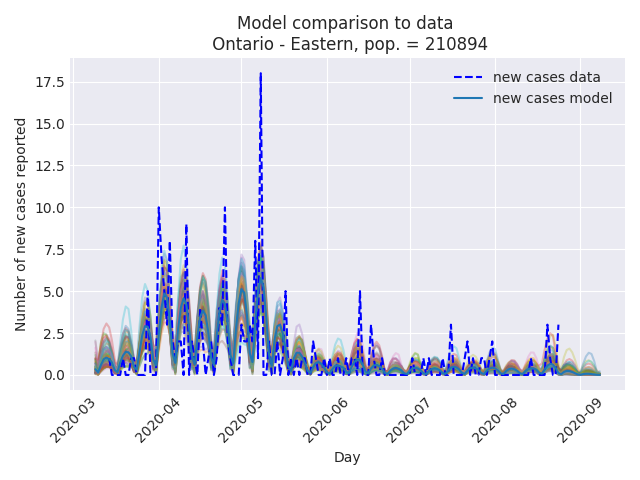 Model comparison to data
Ontario - Eastern, pop. = 210894
new cases data
new cases model
Number of new cases reported
17.5
15.0
12.5
10.0
7.5
5.0
2.5
0.0
2020-03
2020-04
2020-05
2020-06
2020-07
2020-08
2020-09
Day